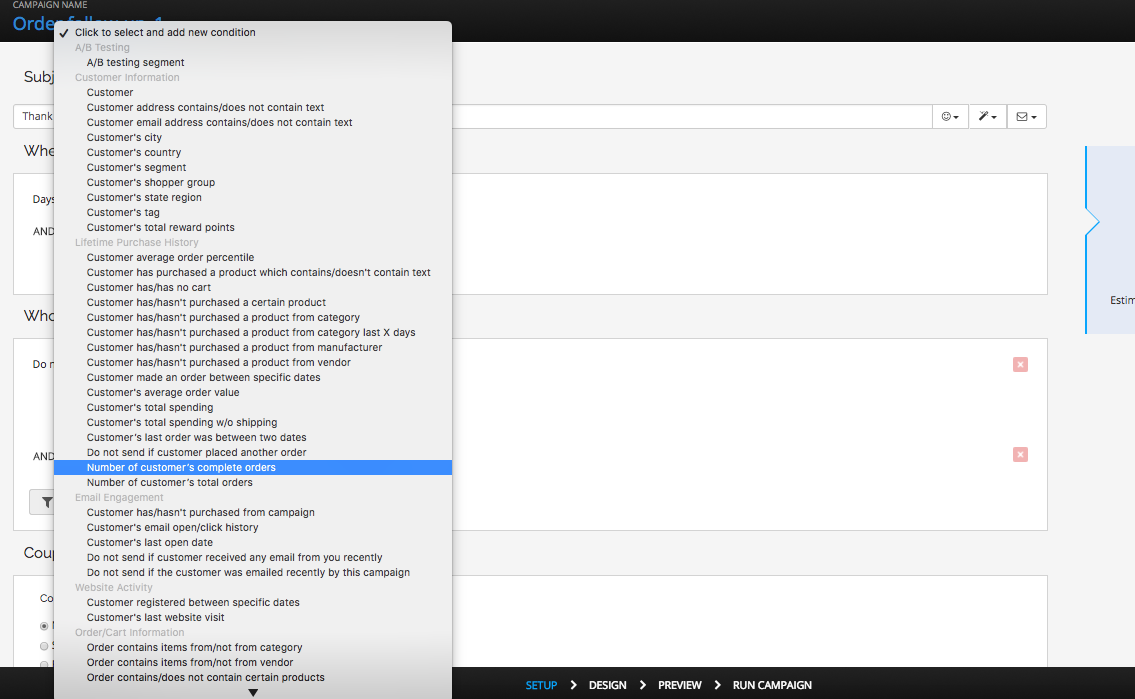 CAMPAIGN NAME
Click to select and add new condition
A/B Testing
A/B testing segment
Customer Information
Customer
Customer address contains/does not contain text
Customer email address contains/does not contain text
Customer's city
Customer's country
Customer's segment
Customer's shopper group
Customer's state region
Customer's tag
Customer's total reward points
Lifetime Purchase History
Customer average order percentile
Customer has purchased a product which contains/doesn't contain text
Customer has/has no cart
Customer has/hasn't purchased a certain product
Customer has/hasn't purchased a product from category
Customer has/hasn't purchased a product from category last X days
Customer has/hasn't purchased a product from manufacturer
Customer has/hasn't purchased a product from vendor
Customer made an order between specific dates
Customer's average order value
Customer's total spending
Customer's total spending w/o shipping
Customer's last order was between two dates
Do not send if customer placed another order
Number of customer's complete orders
Number of customer's total orders
Email Engagement
Customer has/hasn't purchased from campaign
Customer's email open/click history
Customer's last open date
Do not send if customer received any email from you recently
Do not send if the customer was emailed recently by this campaign
Website Activity
Customer registered between specific dates
Customer's last website visit
Order/Cart Information
Order contains items from/not from category
Order contains items from/not from vendor
Order contains/does not contain certain products
Thank
Days
AND
Do
AND
Estim
SETUP > DESIGN > PREVIEW > RUN CAMPAIGN